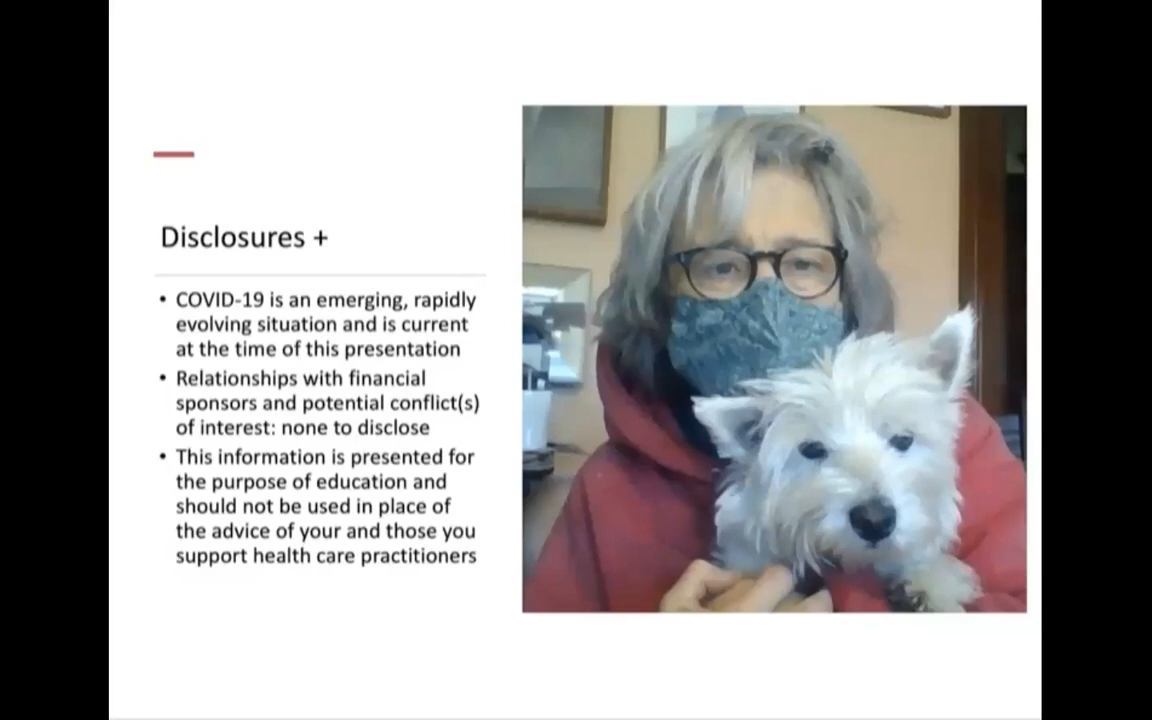 Disclosures +
• COVID-19 is an emerging, rapidly
evolving situation and is current
at the time of this presentation
• Relationships with financial
sponsors and potential conflict(s)
of interest: none to disclose
• This information is presented for
the purpose of education and
should not be used in place of
the advice of your and those you
support health care practitioners